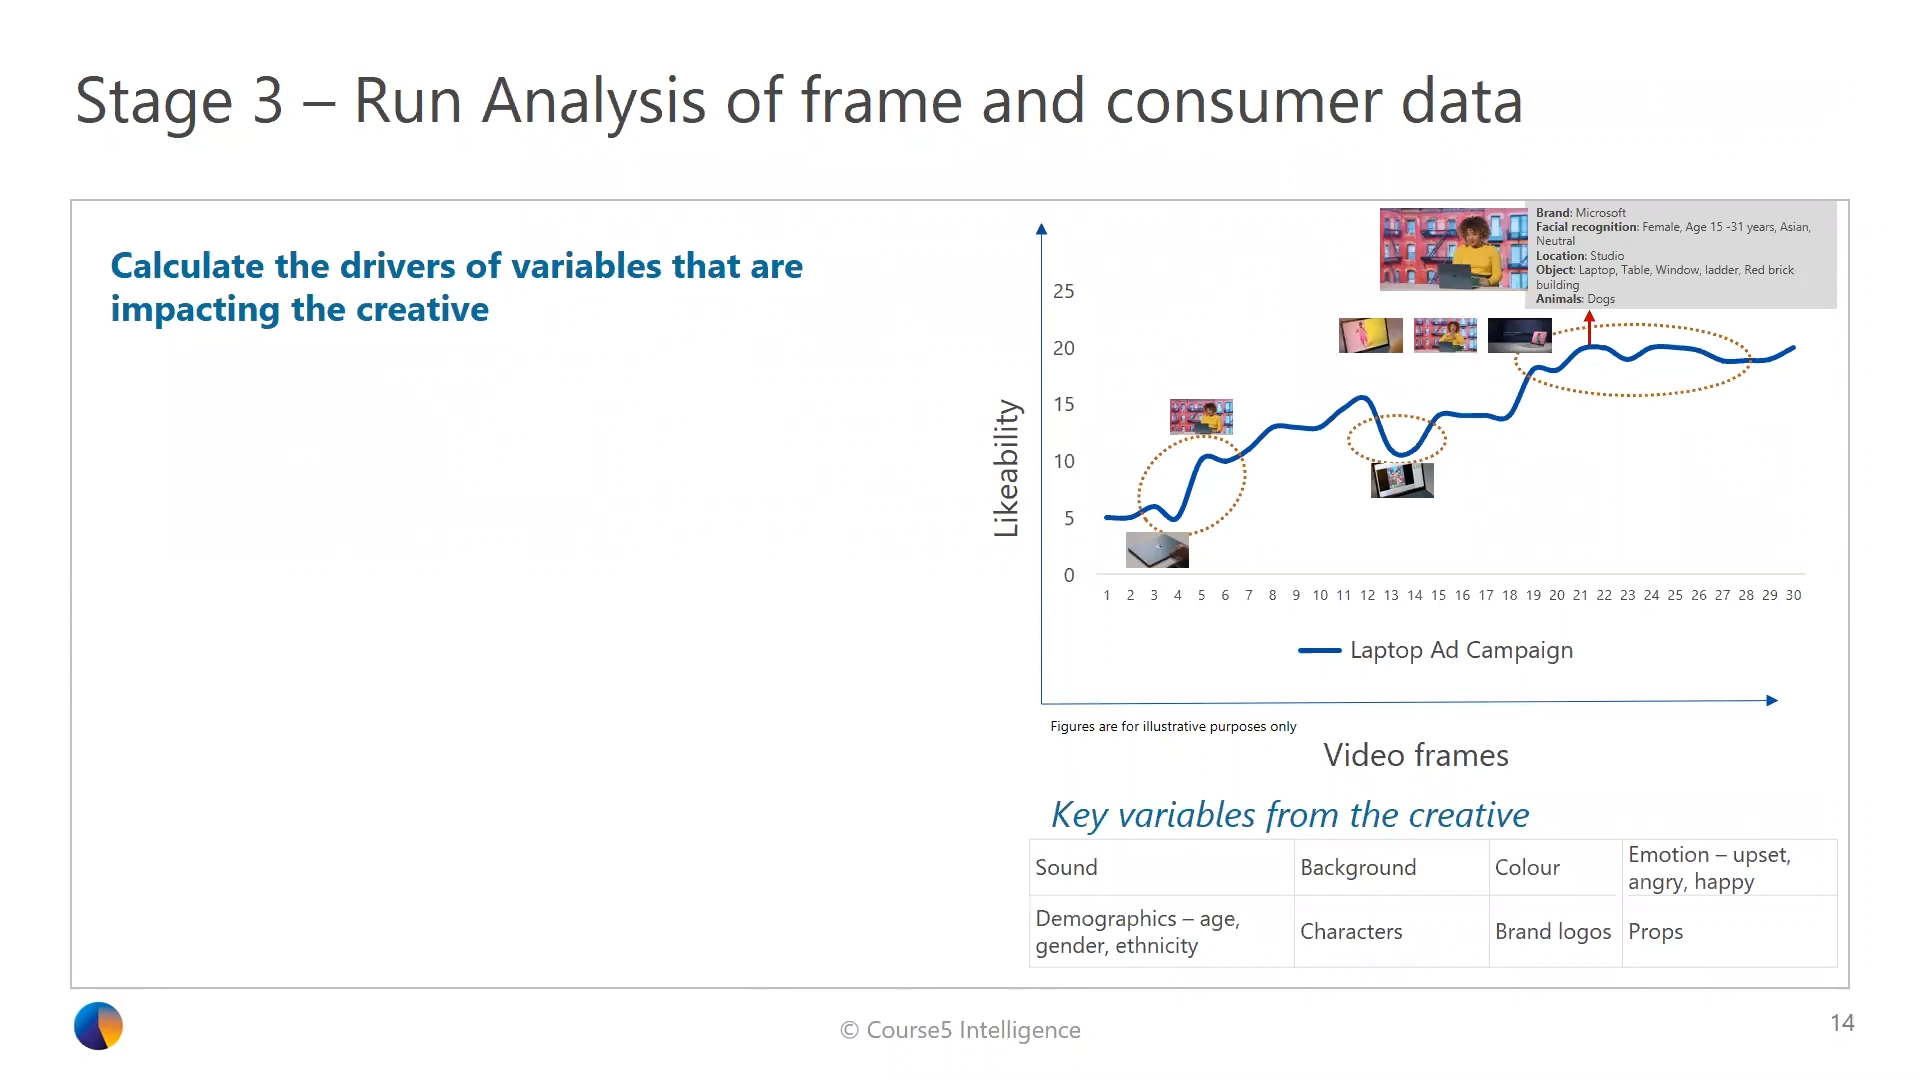 Stage 3 – Run Analysis of frame and consumer data
Calculate the drivers of variables that are
impacting the creative
Brand: Microsoft
Facial recognition: Female, Age 15 -31 years, Asian,
Neutral
Location: Studio
Object: Laptop, Table, Window, ladder, Red brick
building
Animals: Dogs
Likeability
25
20
15
10
5
0
1 2 3 4 5 6 7 8 9 10 11 12 13 14 15 16 17 18 19 20 21 22 23 24 25 26 27 28 29 30
Laptop Ad Campaign
Figures are for illustrative purposes only
Video frames
Key variables from the creative
Sound Background Colour Emotion – upset,
angry, happy
Demographics – age,
gender, ethnicity Characters Brand logos Props
© Course5 Intelligence
14